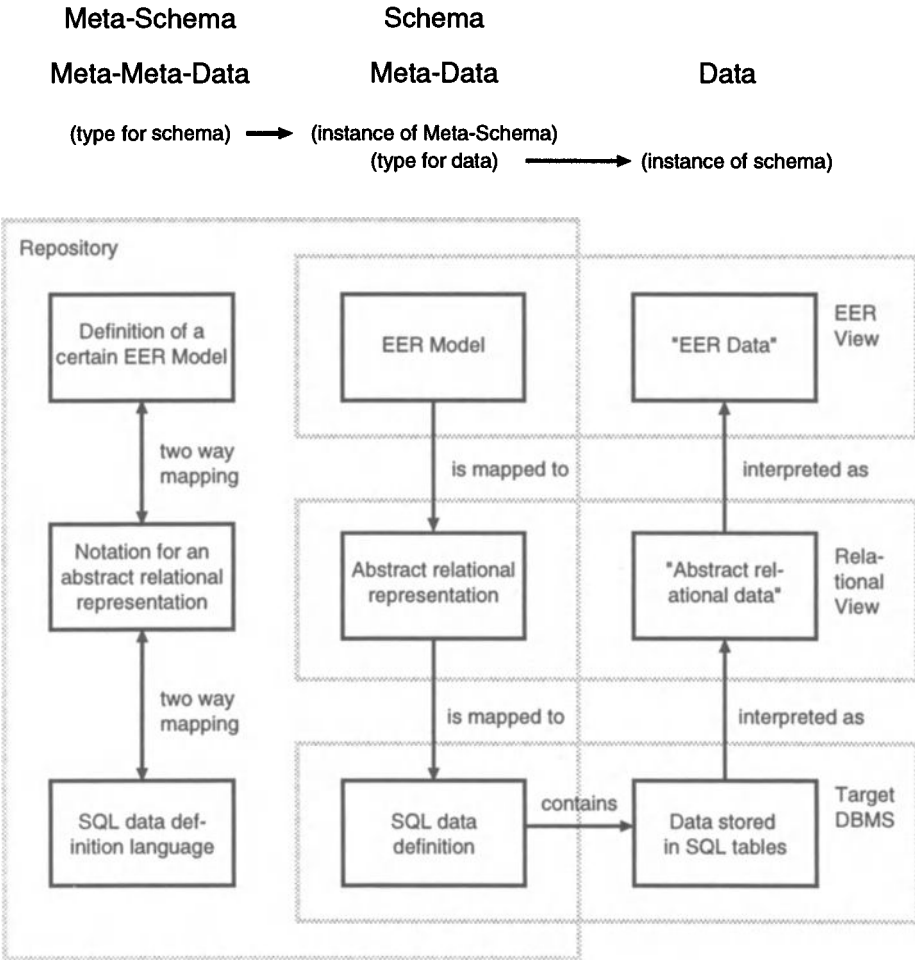 Meta-Schema
Schema
Meta-Meta-Data
Meta-Data
Data
(type for schema)
(instance of Meta-Schema)
(type for data)
(instance of schema)
Repository
Definition of a
certain EER Model
EER Model
"EER Data"
EER
View
two way
mapping
is mapped to
interpreted as
Notation for an
abstract relational
representation
Abstract relational
representation
"Abstract rel-
ational data"
Rela-
tional
View
two way
mapping
is mapped to
interpreted as
SQL data def-
inition language
SQL data
definition
contains
Data stored
in SQL tables
Target
DBMS